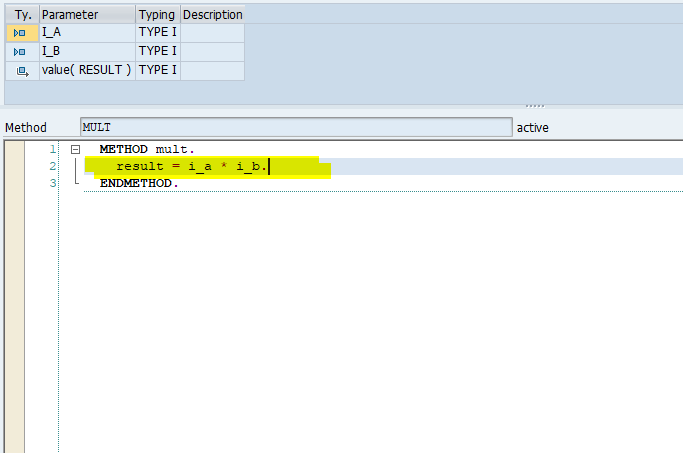 Ty. Parameter Typing Description
I_A TYPE I
I_B TYPE I
value( RESULT ) TYPE I
Method MULT active
1 METHOD mult.
2 result = i_a * i_b.
3 ENDMETHOD.